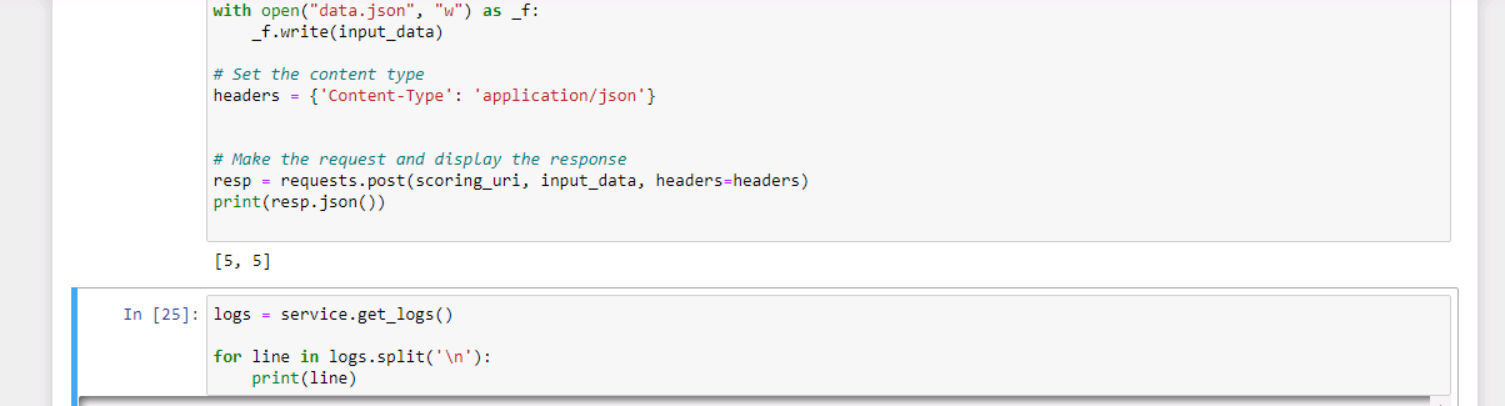 with open("data.json", "w") as _f:
    _f.write(input_data)
# Set the content type
headers = {'Content-Type': 'application/json'}
# Make the request and display the response
resp = requests.post(scoring_uri, input_data, headers=headers)
print(resp.json())
[5, 5]
In [25]: logs = service.get_logs()
for line in logs.split('\n'):
    print(line)